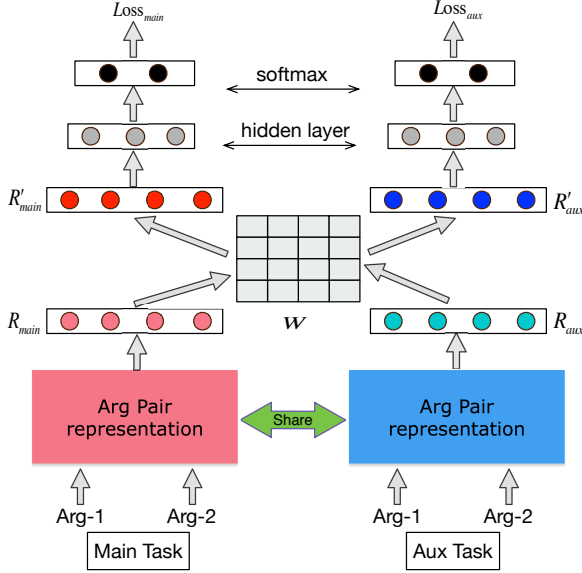 Loss_main Loss_aux
softmax
hidden layer
R'_main R'_aux
R_main W R_aux
Arg Pair representation
Share
Arg Pair representation
Arg-1 Arg-2 Arg-1 Arg-2
Main Task Aux Task